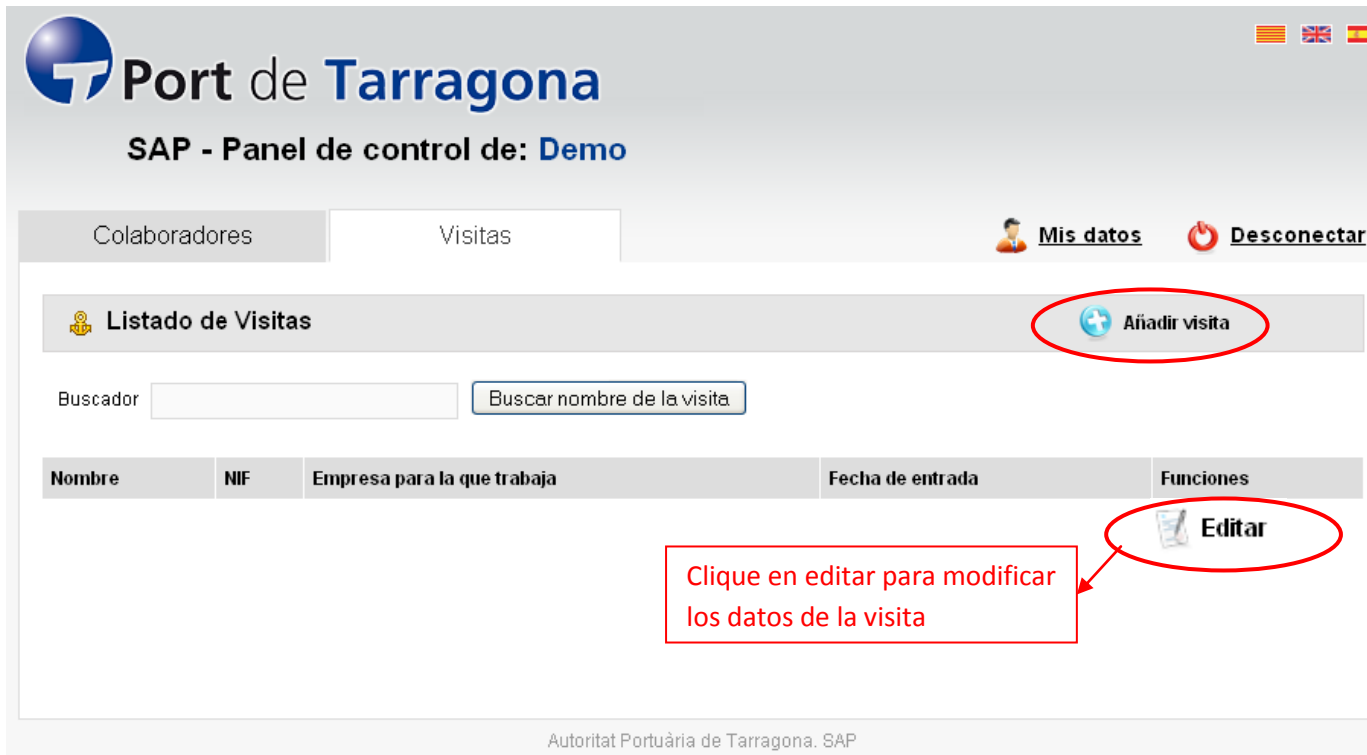 Port de Tarragona
SAP - Panel de control de: Demo
Colaboradores
Visitas
Mis datos
Desconectar
Listado de Visitas
Añadir visita
Buscador
Buscar nombre de la visita
Nombre
NIF
Empresa para la que trabaja
Fecha de entrada
Funciones
Editar
Clique en editar para modificar
los datos de la visita
Autoritat Portuària de Tarragona. SAP